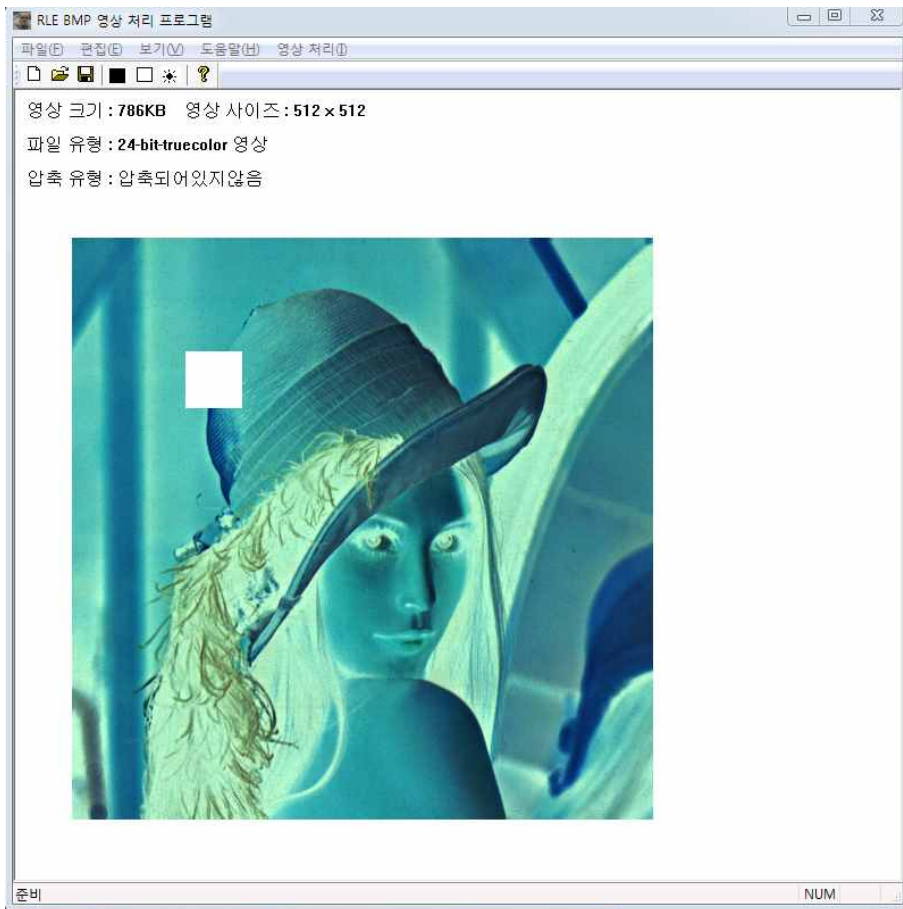 RLE BMP 영상 처리 프로그램
파일(F) 편집(E) 보기(V) 도움말(H) 영상 처리(I)
영상 크기 : 786KB 영상 사이즈 : 512 × 512
파일 유형 : 24-bit-truecolor 영상
압축 유형 : 압축되어있지않음
준비 NUM